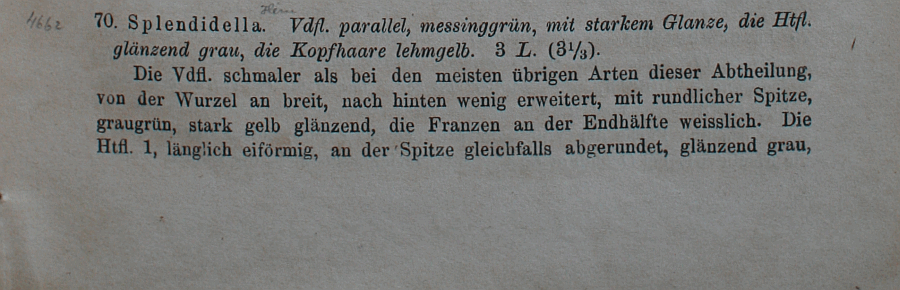 4662
70. Splendidella. Vdfl. parallel, messinggrün, mit starkem Glanze, die Htfl.
glänzend grau, die Kopfhaare lehmgelb. 3 L. (3⅓).
Die Vdfl. schmaler als bei den meisten übrigen Arten dieser Abtheilung,
von der Wurzel an breit, nach hinten wenig erweitert, mit rundlicher Spitze,
graugrün, stark gelb glänzend, die Franzen an der Endhälfte weisslich. Die
Htfl. 1, länglich eiförmig, an der Spitze gleichfalls abgerundet, glänzend grau,